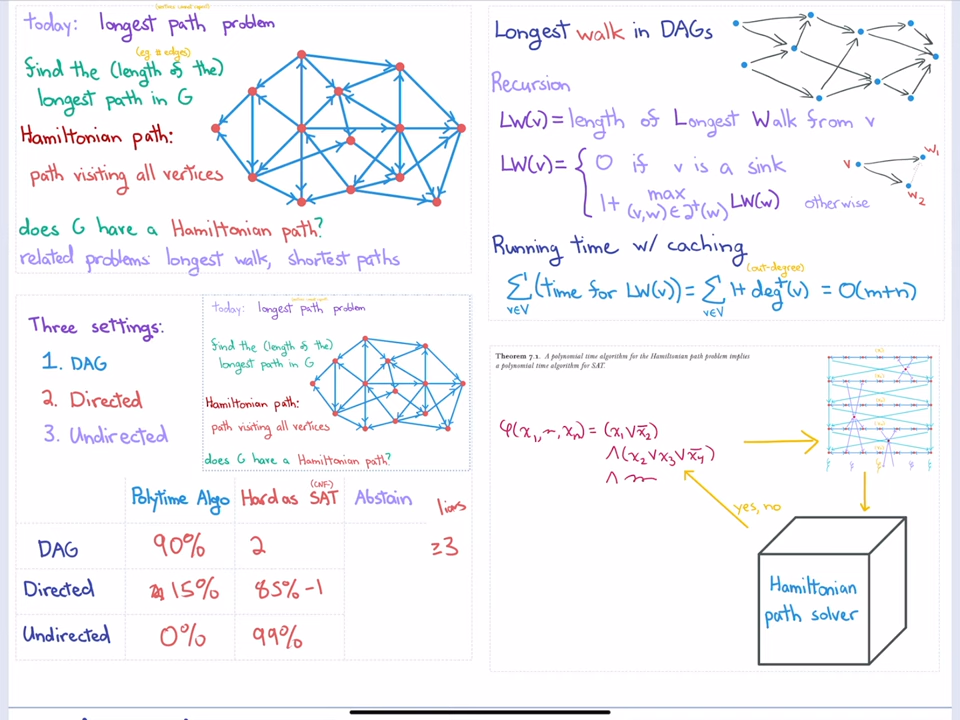 today: longest path problem
(eg. # edges)
find the (length of the)
longest path in G
Hamiltonian path:
path visiting all vertices
does G have a Hamiltonian path?
related problems: longest walk, shortest paths
Three settings:
1. DAG
2. Directed
3. Undirected
today: longest path problem
find the (length of the)
longest path in G
Hamiltonian path:
path visiting all vertices
does G have a Hamiltonian path?
(CNF)
Polytime Algo Hard as SAT Abstain liars
DAG 90% 2 ≥3
Directed 15% 85%-1
Undirected 0% 99%
Longest walk in DAGs
Recursion
LW(v)= length of Longest Walk from v
LW(v)= { 0 if v is a sink
1+ max (v,w)∈∂⁺(w) LW(w) otherwise
v w₁
w₂
Running time w/ caching
(out-degree)
∑ v∈V (time for LW(v)) = ∑ v∈V 1+ deg⁺(v) = O(m+n)
Theorem 7.1. A polynomial time algorithm for the Hamiltonian path problem implies
a polynomial time algorithm for SAT.
φ(x₁, ⋯, xₙ) = (x₁ ∨ x̄₂)
∧ (x₂ ∨ x₃ ∨ x̄₄)
∧ ⋯
yes, no
Hamiltonian
path solver